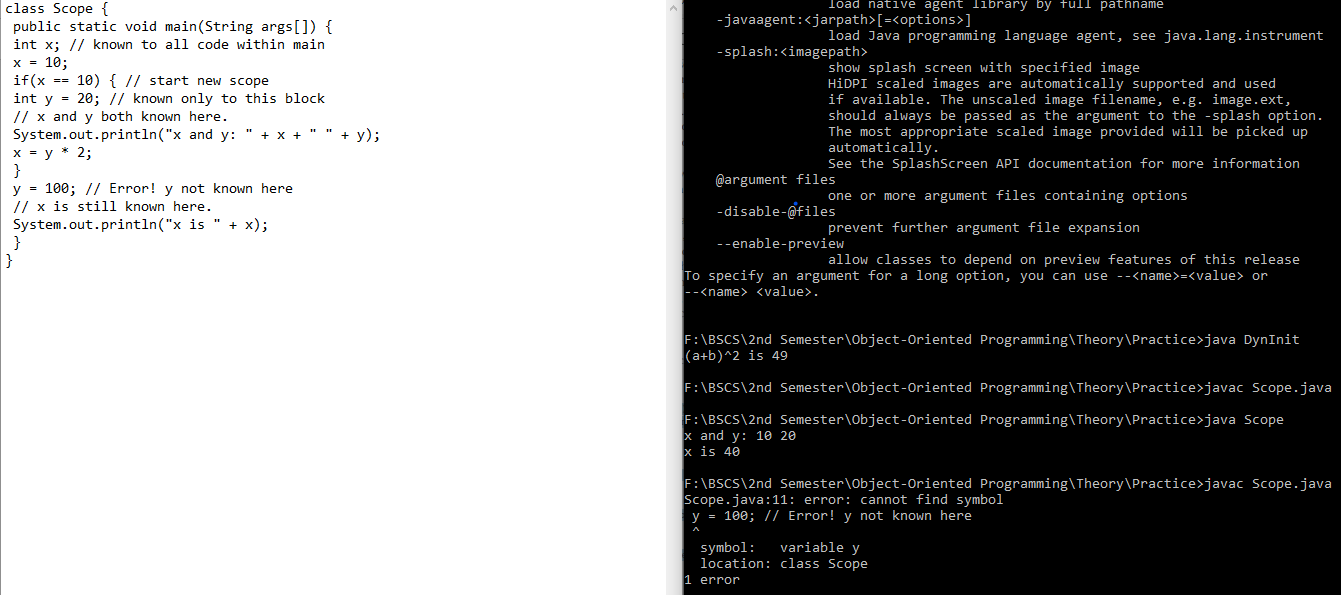 class Scope {
public static void main(String args[]) {
int x; // known to all code within main
x = 10;
if(x == 10) { // start new scope
int y = 20; // known only to this block
// x and y both known here.
System.out.println("x and y: " + x + " " + y);
x = y * 2;
}
y = 100; // Error! y not known here
// x is still known here.
System.out.println("x is " + x);
}
}
load native agent library by full pathname
-javaagent:<jarpath>[=<options>]
load Java programming language agent, see java.lang.instrument
-splash:<imagepath>
show splash screen with specified image
HiDPI scaled images are automatically supported and used
if available. The unscaled image filename, e.g. image.ext,
should always be passed as the argument to the -splash option.
The most appropriate scaled image provided will be picked up
automatically.
See the SplashScreen API documentation for more information
@argument files
one or more argument files containing options
-disable-@files
prevent further argument file expansion
--enable-preview
allow classes to depend on preview features of this release
To specify an argument for a long option, you can use --<name>=<value> or
--<name> <value>.
F:\BSCS\2nd Semester\Object-Oriented Programming\Theory\Practice>java DynInit
(a+b)^2 is 49
F:\BSCS\2nd Semester\Object-Oriented Programming\Theory\Practice>javac Scope.java
F:\BSCS\2nd Semester\Object-Oriented Programming\Theory\Practice>java Scope
x and y: 10 20
x is 40
F:\BSCS\2nd Semester\Object-Oriented Programming\Theory\Practice>javac Scope.java
Scope.java:11: error: cannot find symbol
y = 100; // Error! y not known here
^
symbol:   variable y
location: class Scope
1 error